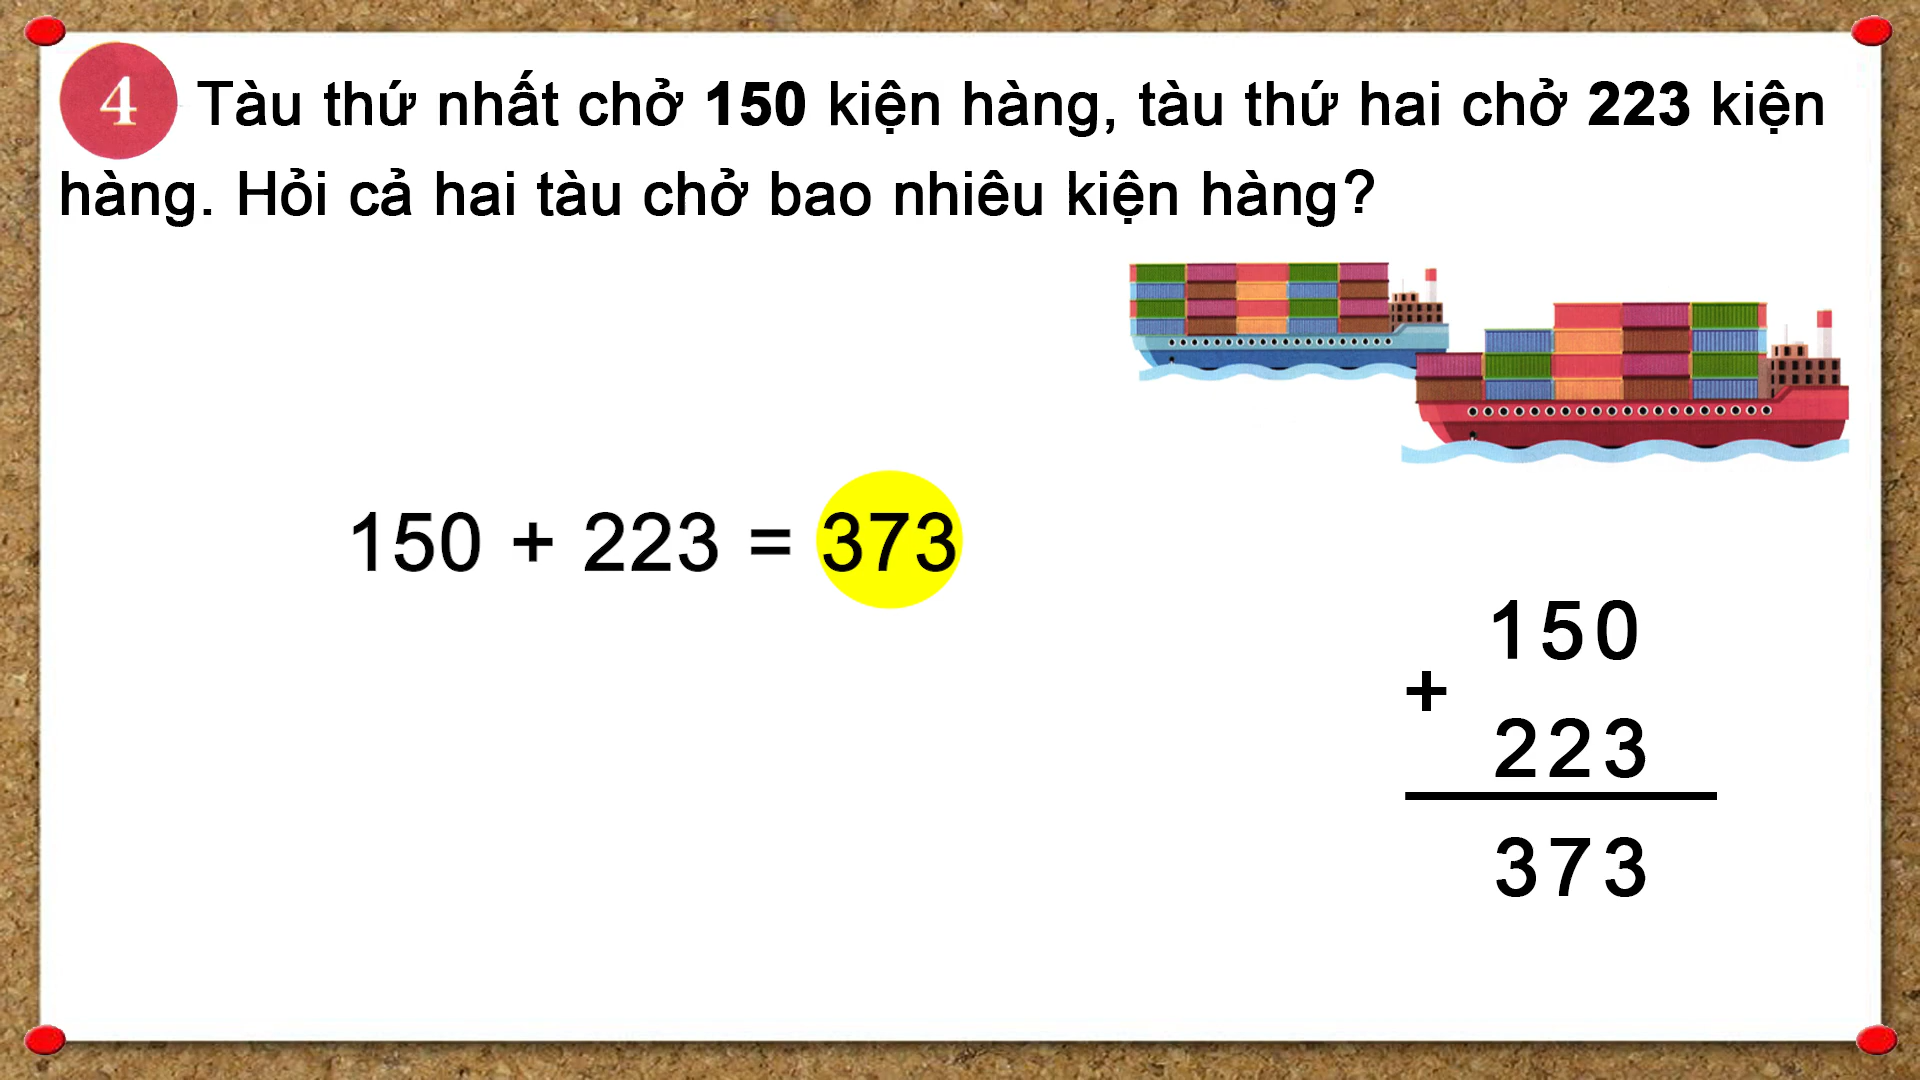 4 Tàu thứ nhất chở 150 kiện hàng, tàu thứ hai chở 223 kiện
hàng. Hỏi cả hai tàu chở bao nhiêu kiện hàng?
150 + 223 = 373
150
+
223
373